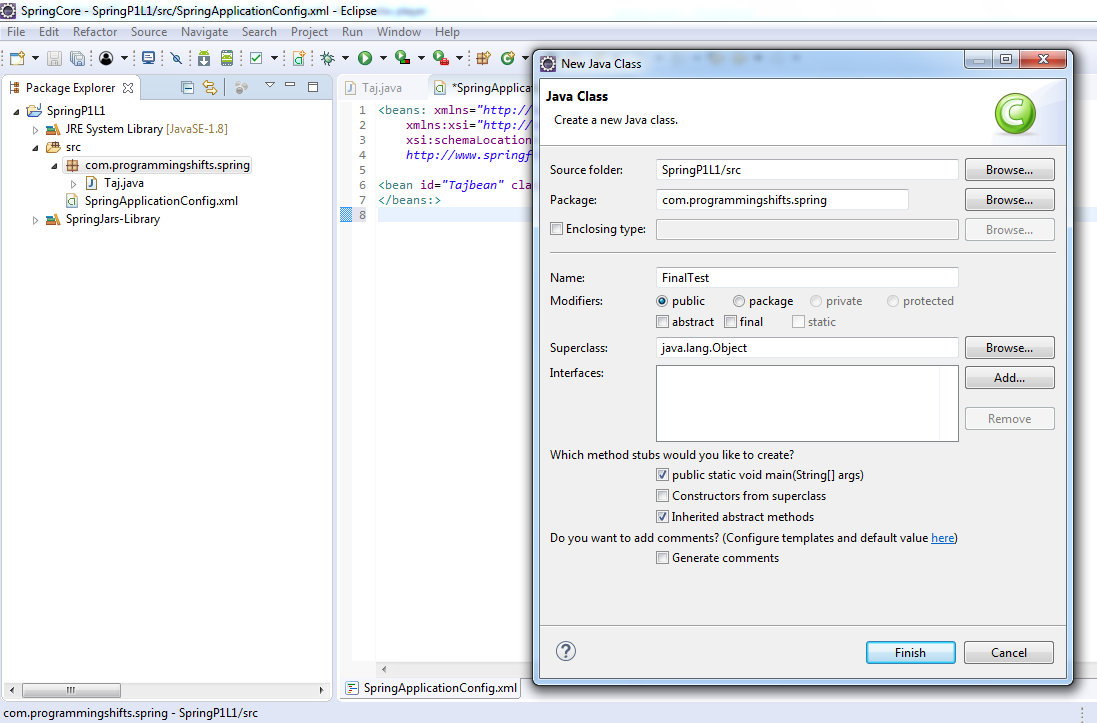 SpringCore - SpringP1L1/src/SpringApplicationConfig.xml - Eclipse
File Edit Refactor Source Navigate Search Project Run Window Help
Package Explorer
SpringP1L1
JRE System Library [JavaSE-1.8]
src
com.programmingshifts.spring
Taj.java
SpringApplicationConfig.xml
SpringJars-Library
Taj.java *SpringApplica
1 <beans: xmlns="http://
2 xmlns:xsi="http://
3 xsi:schemaLocation
4 http://www.springf
5
6 <bean id="Tajbean" cla
7 </beans:>
8
SpringApplicationConfig.xml
New Java Class
Java Class
Create a new Java class.
Source folder: SpringP1L1/src Browse...
Package: com.programmingshifts.spring Browse...
Enclosing type: Browse...
Name: FinalTest
Modifiers: public package private protected
abstract final static
Superclass: java.lang.Object Browse...
Interfaces: Add...
Remove
Which method stubs would you like to create?
public static void main(String[] args)
Constructors from superclass
Inherited abstract methods
Do you want to add comments? (Configure templates and default value here)
Generate comments
Finish Cancel
com.programmingshifts.spring - SpringP1L1/src